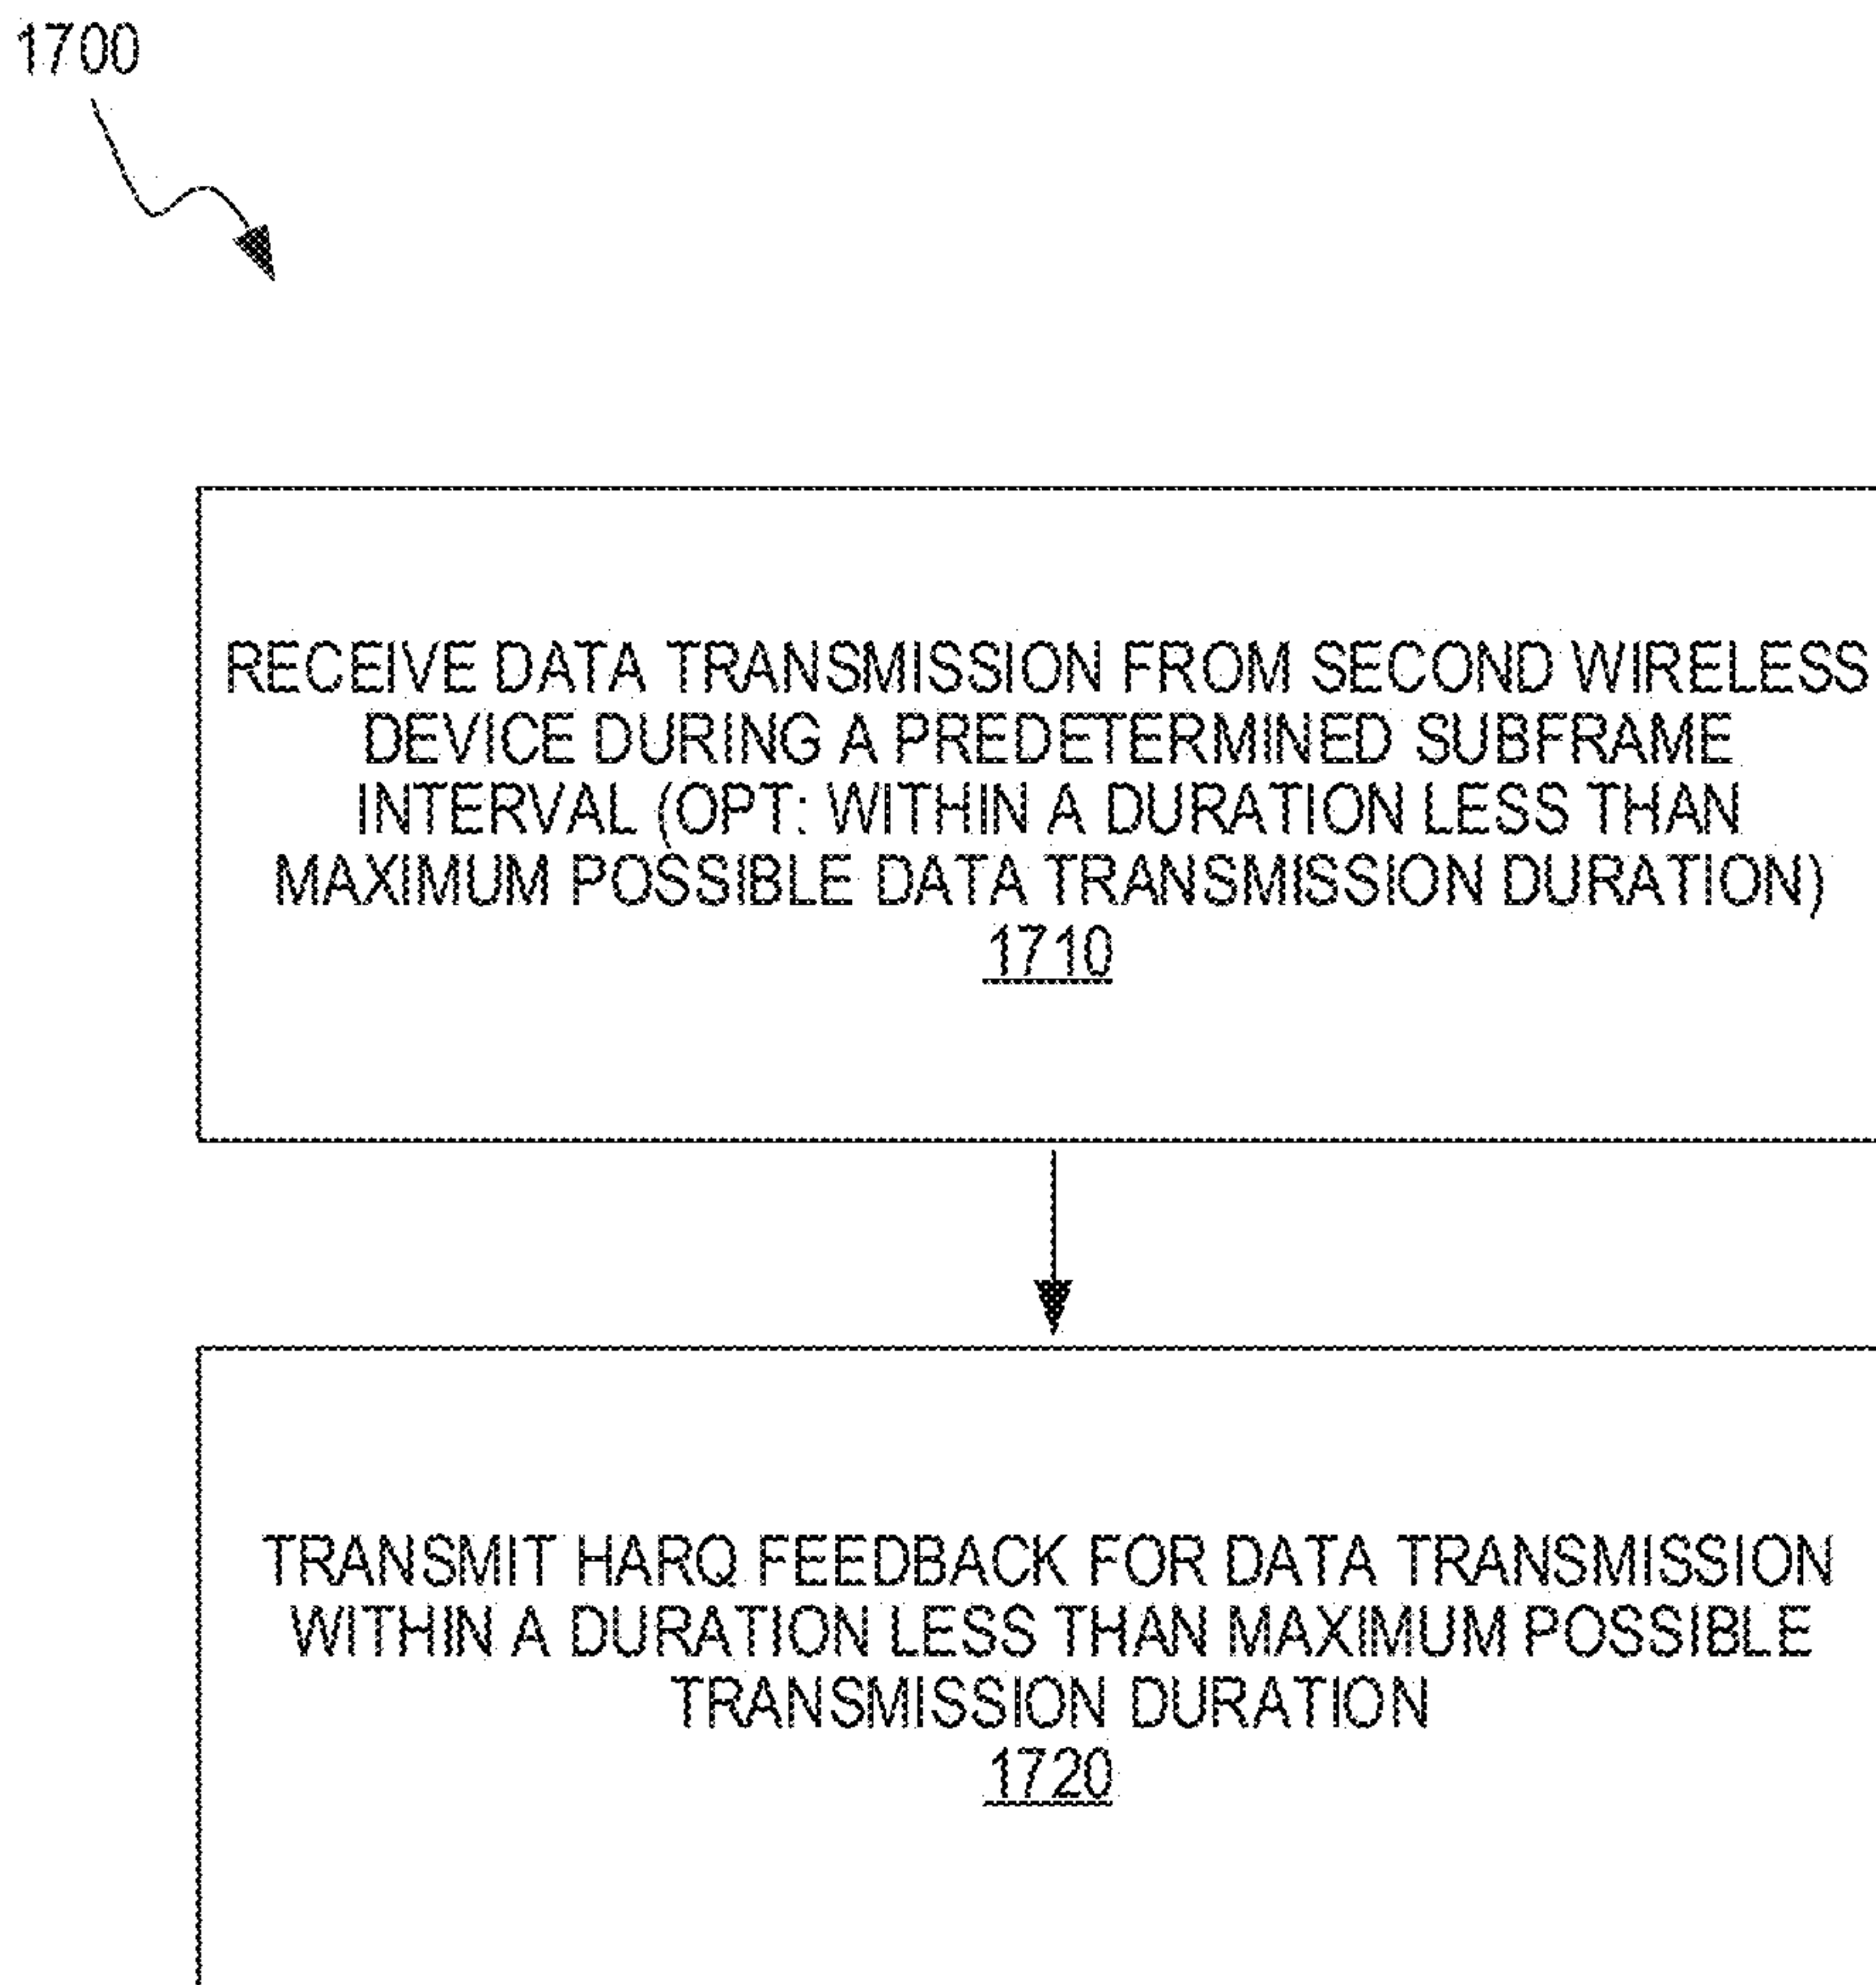 1700
RECEIVE DATA TRANSMISSION FROM SECOND WIRELESS
DEVICE DURING A PREDETERMINED SUBFRAME
INTERVAL (OPT: WITHIN A DURATION LESS THAN
MAXIMUM POSSIBLE DATA TRANSMISSION DURATION)
1710
TRANSMIT HARQ FEEDBACK FOR DATA TRANSMISSION
WITHIN A DURATION LESS THAN MAXIMUM POSSIBLE
TRANSMISSION DURATION
1720